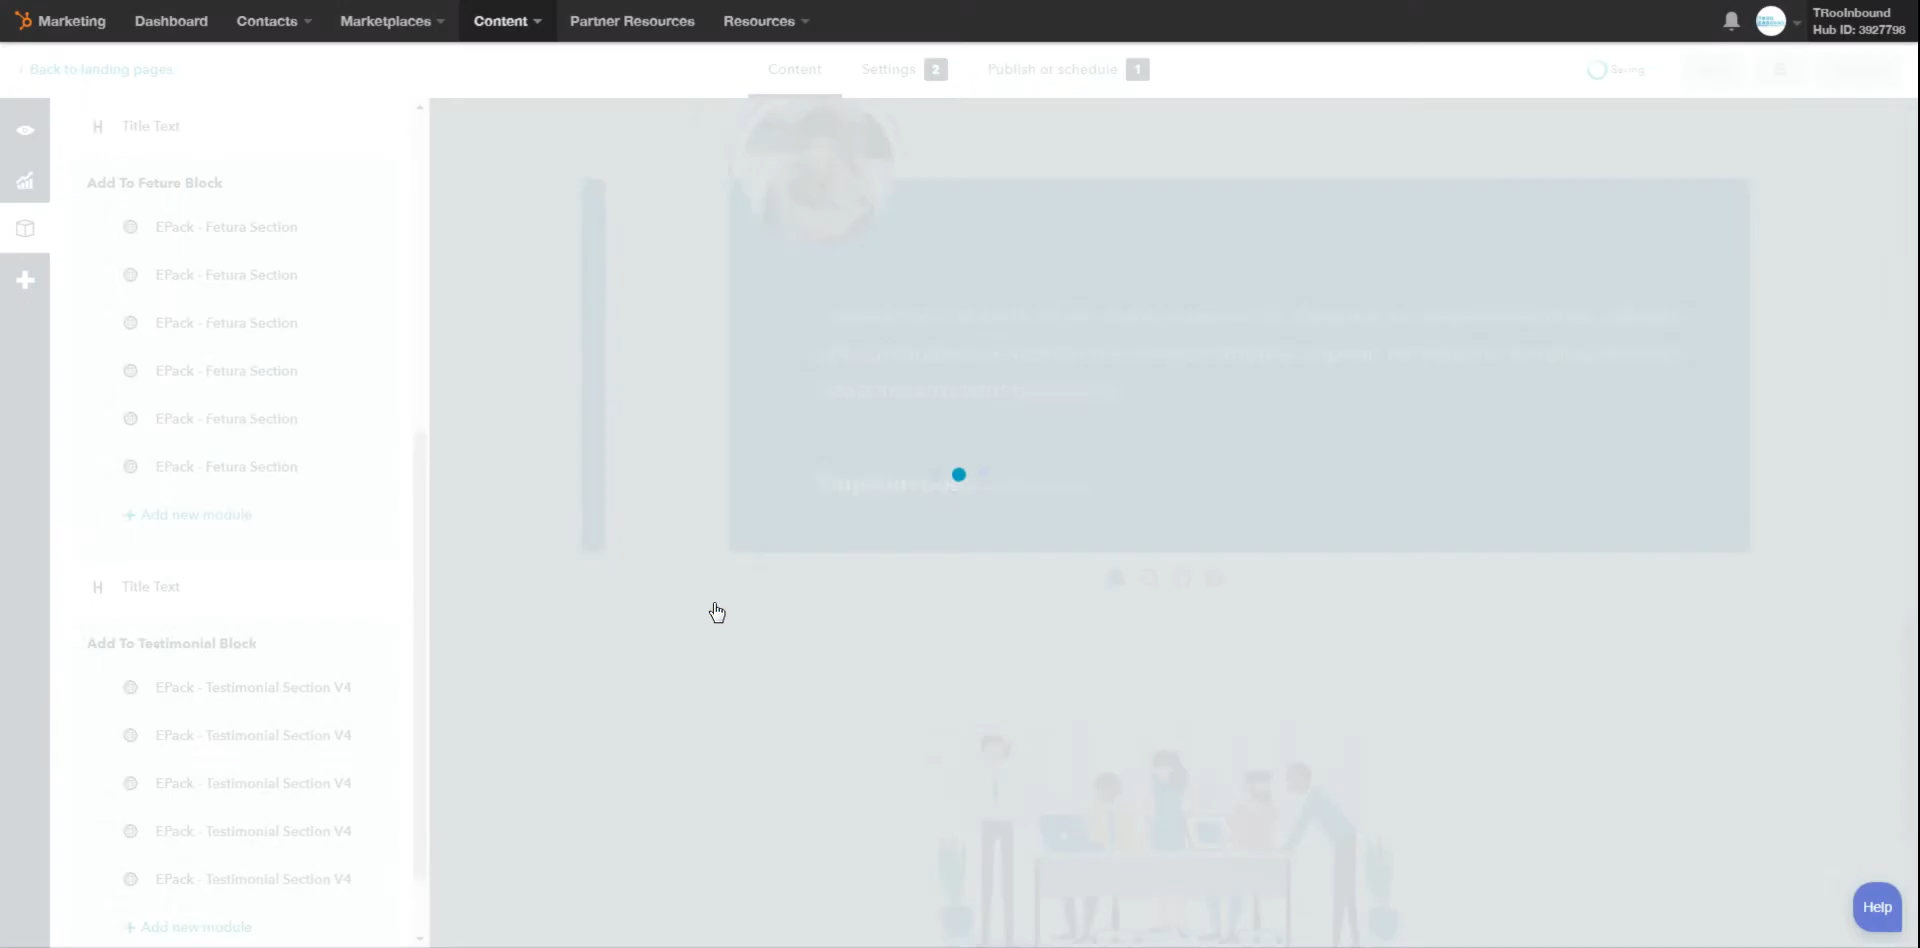 Marketing Dashboard Contacts Marketplaces Content Partner Resources Resources
TRooInbound
Hub ID: 3927798
Back to landing pages
Content Settings 2 Publish or schedule 1 Saving
Title Text
Add To Feture Block
EPack - Fetura Section
EPack - Fetura Section
EPack - Fetura Section
EPack - Fetura Section
EPack - Fetura Section
EPack - Fetura Section
+ Add new module
Title Text
Add To Testimonial Block
EPack - Testimonial Section V4
EPack - Testimonial Section V4
EPack - Testimonial Section V4
EPack - Testimonial Section V4
EPack - Testimonial Section V4
+ Add new module
Help